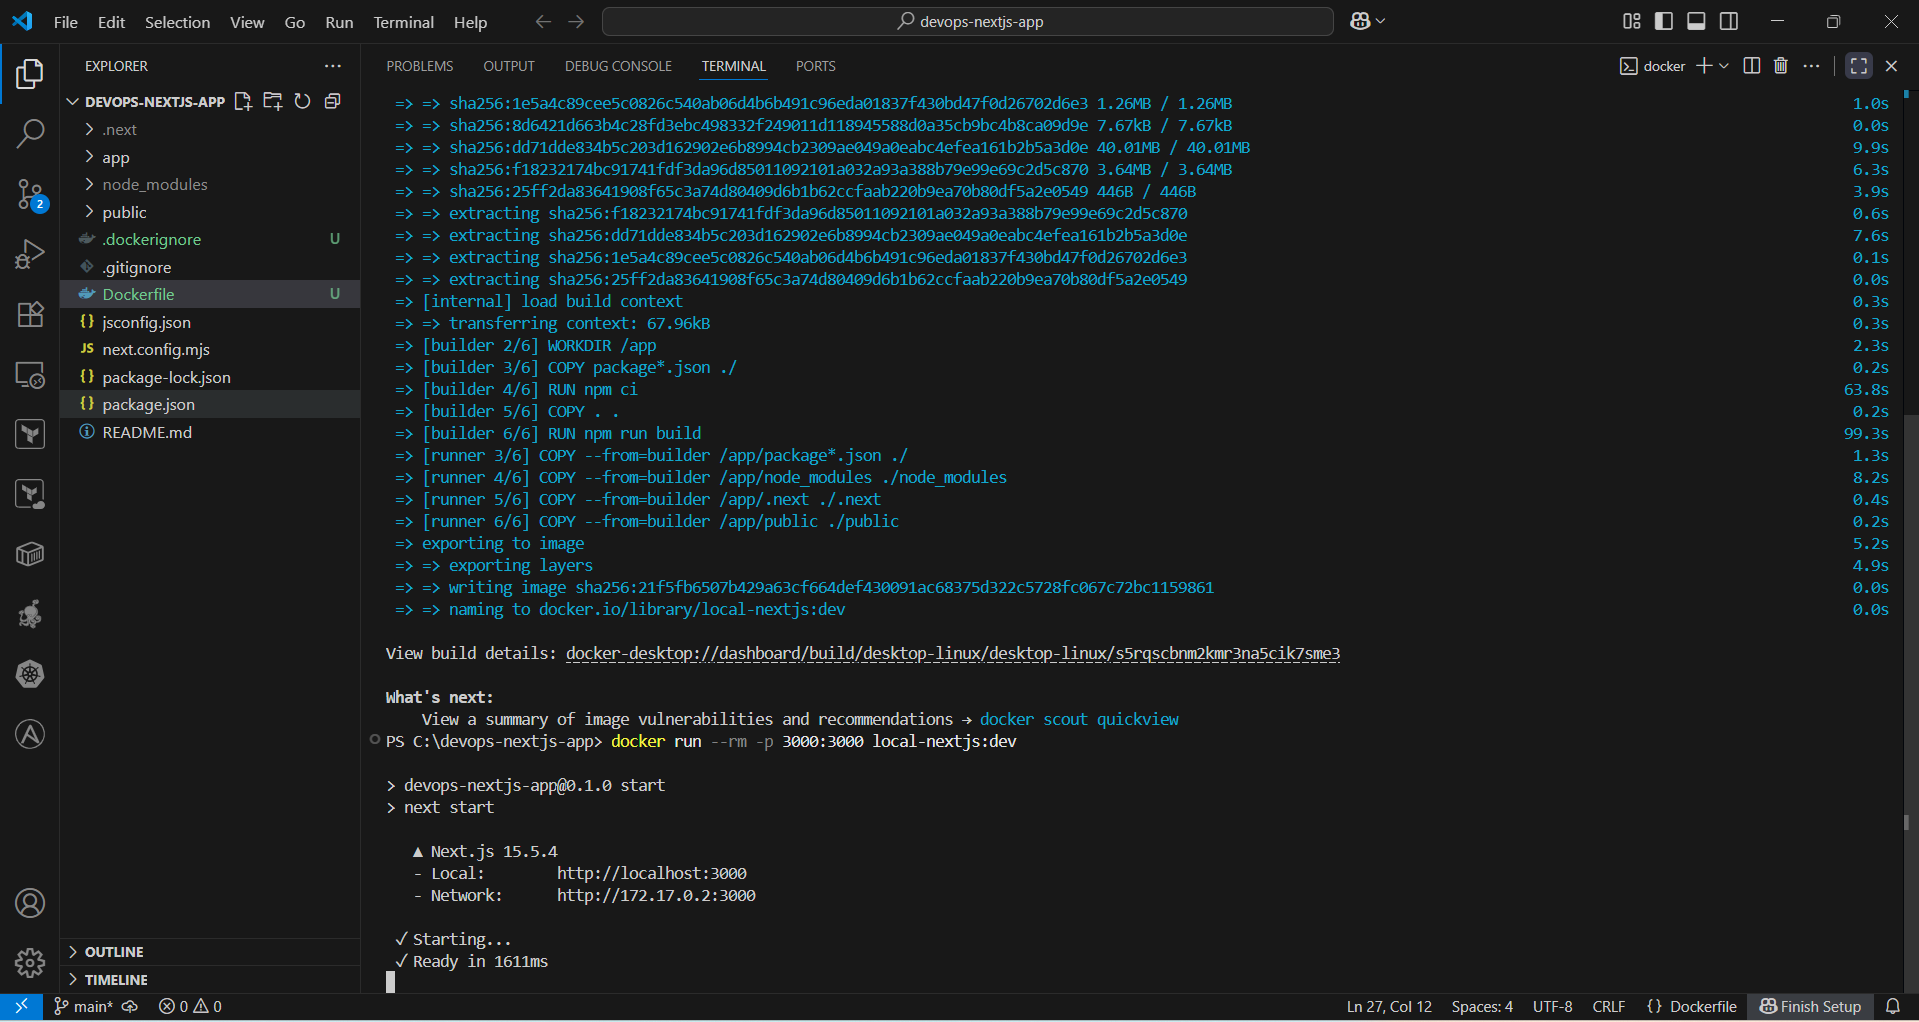 File Edit Selection View Go Run Terminal Help
devops-nextjs-app
EXPLORER
DEVOPS-NEXTJS-APP
.next
app
node_modules
public
.dockerignore U
.gitignore
Dockerfile U
jsconfig.json
JS next.config.mjs
package-lock.json
package.json
README.md
OUTLINE
TIMELINE
2
PROBLEMS OUTPUT DEBUG CONSOLE TERMINAL PORTS
docker
=> => sha256:1e5a4c89cee5c0826c540ab06d4b6b491c96eda01837f430bd47f0d26702d6e3 1.26MB / 1.26MB 1.0s
=> => sha256:8d6421d663b4c28fd3ebc498332f249011d118945588d0a35cb9bc4b8ca09d9e 7.67kB / 7.67kB 0.0s
=> => sha256:dd71dde834b5c203d162902e6b8994cb2309ae049a0eabc4efea161b2b5a3d0e 40.01MB / 40.01MB 9.9s
=> => sha256:f18232174bc91741fdf3da96d85011092101a032a93a388b79e99e69c2d5c870 3.64MB / 3.64MB 6.3s
=> => sha256:25ff2da83641908f65c3a74d80409d6b1b62ccfaab220b9ea70b80df5a2e0549 446B / 446B 3.9s
=> => extracting sha256:f18232174bc91741fdf3da96d85011092101a032a93a388b79e99e69c2d5c870 0.6s
=> => extracting sha256:dd71dde834b5c203d162902e6b8994cb2309ae049a0eabc4efea161b2b5a3d0e 7.6s
=> => extracting sha256:1e5a4c89cee5c0826c540ab06d4b6b491c96eda01837f430bd47f0d26702d6e3 0.1s
=> => extracting sha256:25ff2da83641908f65c3a74d80409d6b1b62ccfaab220b9ea70b80df5a2e0549 0.0s
=> [internal] load build context 0.3s
=> => transferring context: 67.96kB 0.3s
=> [builder 2/6] WORKDIR /app 2.3s
=> [builder 3/6] COPY package*.json ./ 0.2s
=> [builder 4/6] RUN npm ci 63.8s
=> [builder 5/6] COPY . . 0.2s
=> [builder 6/6] RUN npm run build 99.3s
=> [runner 3/6] COPY --from=builder /app/package*.json ./ 1.3s
=> [runner 4/6] COPY --from=builder /app/node_modules ./node_modules 8.2s
=> [runner 5/6] COPY --from=builder /app/.next ./.next 0.4s
=> [runner 6/6] COPY --from=builder /app/public ./public 0.2s
=> exporting to image 5.2s
=> => exporting layers 4.9s
=> => writing image sha256:21f5fb6507b429a63cf664def430091ac68375d322c5728fc067c72bc1159861 0.0s
=> => naming to docker.io/library/local-nextjs:dev 0.0s
View build details: docker-desktop://dashboard/build/desktop-linux/desktop-linux/s5rqscbnm2kmr3na5cik7sme3
What's next:
View a summary of image vulnerabilities and recommendations → docker scout quickview
PS C:\devops-nextjs-app> docker run --rm -p 3000:3000 local-nextjs:dev
> devops-nextjs-app@0.1.0 start
> next start
▲ Next.js 15.5.4
- Local: http://localhost:3000
- Network: http://172.17.0.2:3000
✓ Starting...
✓ Ready in 1611ms
main* 0 0 Ln 27, Col 12 Spaces: 4 UTF-8 CRLF {} Dockerfile Finish Setup